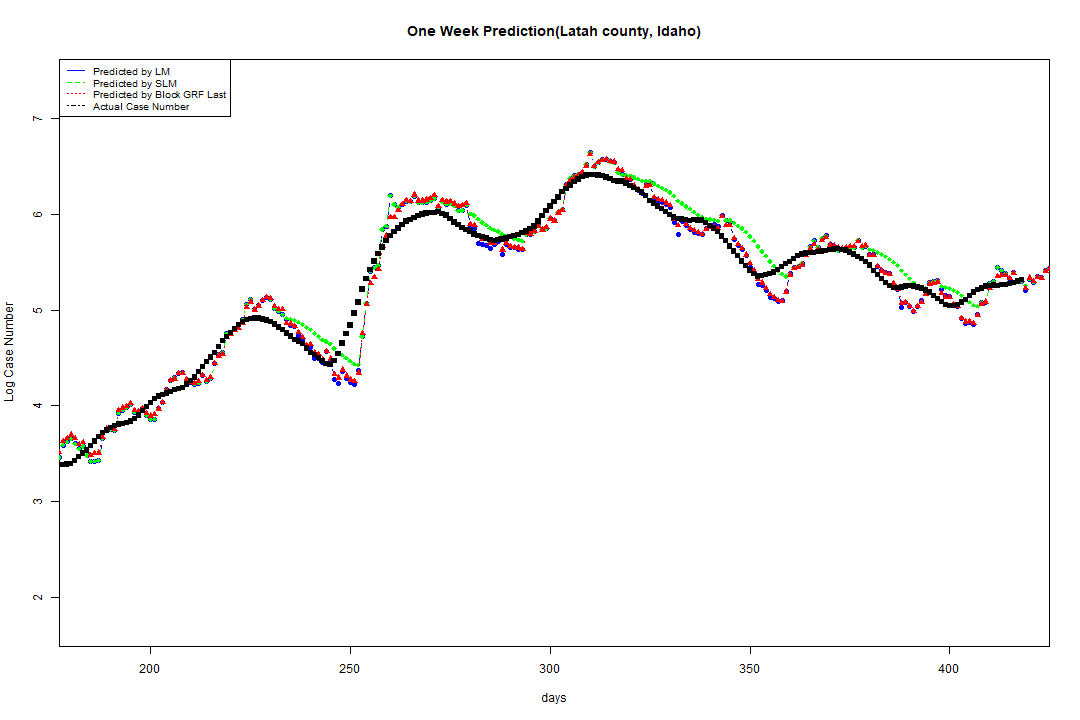 One Week Prediction(Latah county, Idaho)
Predicted by LM
Predicted by SLM
Predicted by Block GRF Last
Actual Case Number
7
6
5
4
3
2
Log Case Number
200 250 300 350 400
days